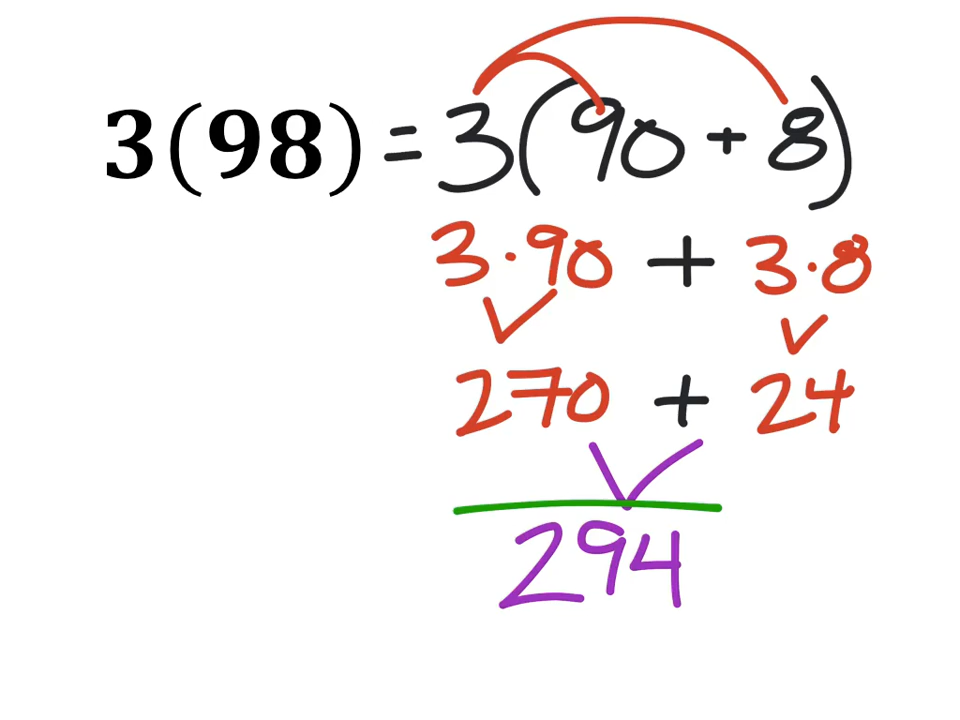 3(98) = 3(90 + 8)
3·90 + 3·8
270 + 24
294